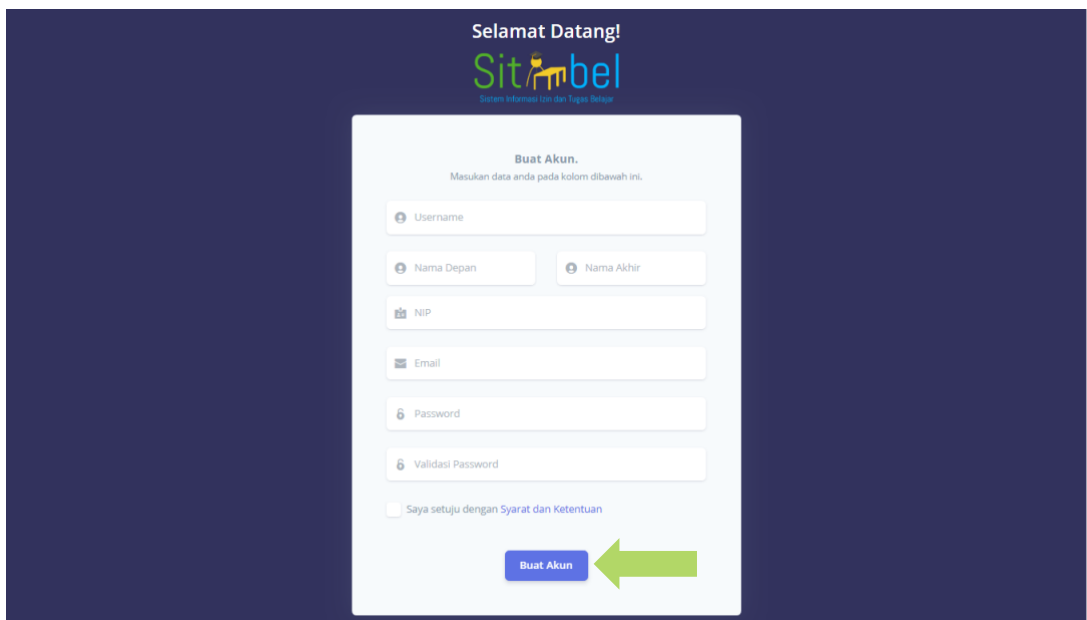 Selamat Datang!
Sitambel
Sistem Informasi Izin dan Tugas Belajar
Buat Akun.
Masukan data anda pada kolom dibawah ini.
Username
Nama Depan
Nama Akhir
NIP
Email
Password
Validasi Password
Saya setuju dengan Syarat dan Ketentuan
Buat Akun